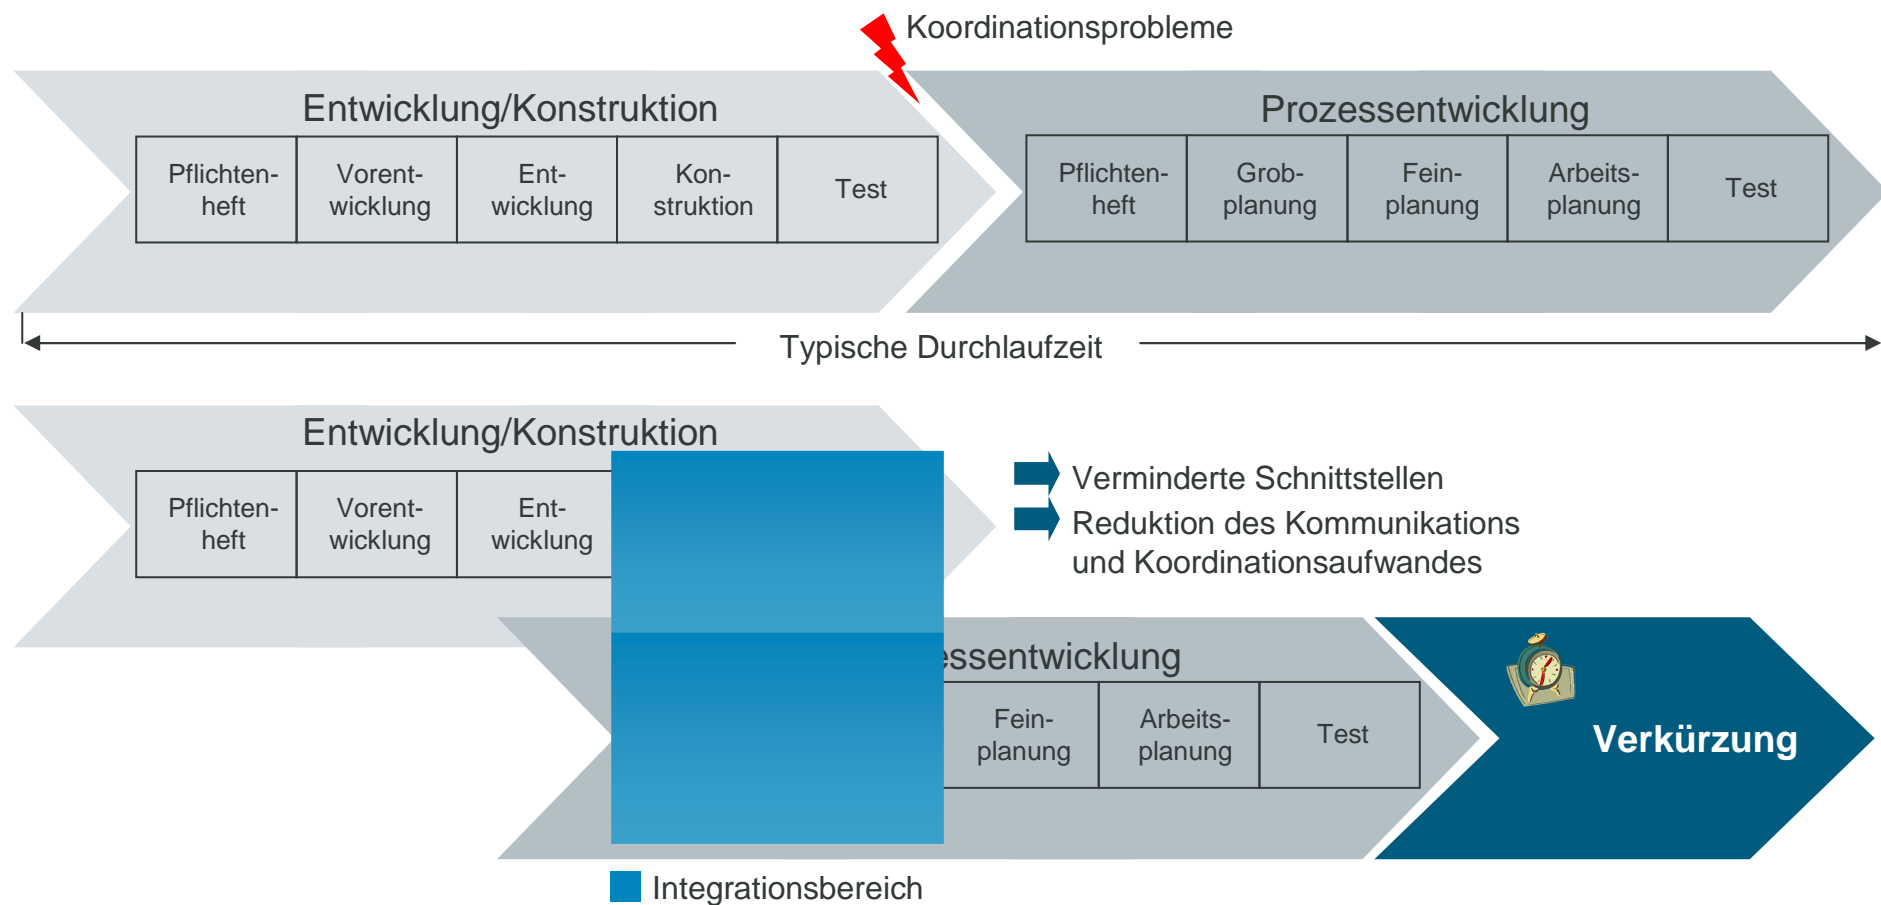 Koordinationsprobleme
Entwicklung/Konstruktion
Pflichten-
heft
Vorent-
wicklung
Ent-
wicklung
Kon-
struktion
Test
Prozessentwicklung
Pflichten-
heft
Grob-
planung
Fein-
planung
Arbeits-
planung
Test
Typische Durchlaufzeit
Entwicklung/Konstruktion
Pflichten-
heft
Vorent-
wicklung
Ent-
wicklung
Verminderte Schnittstellen
Reduktion des Kommunikations
und Koordinationsaufwandes
essentwicklung
Fein-
planung
Arbeits-
planung
Test
Verkürzung
Integrationsbereich